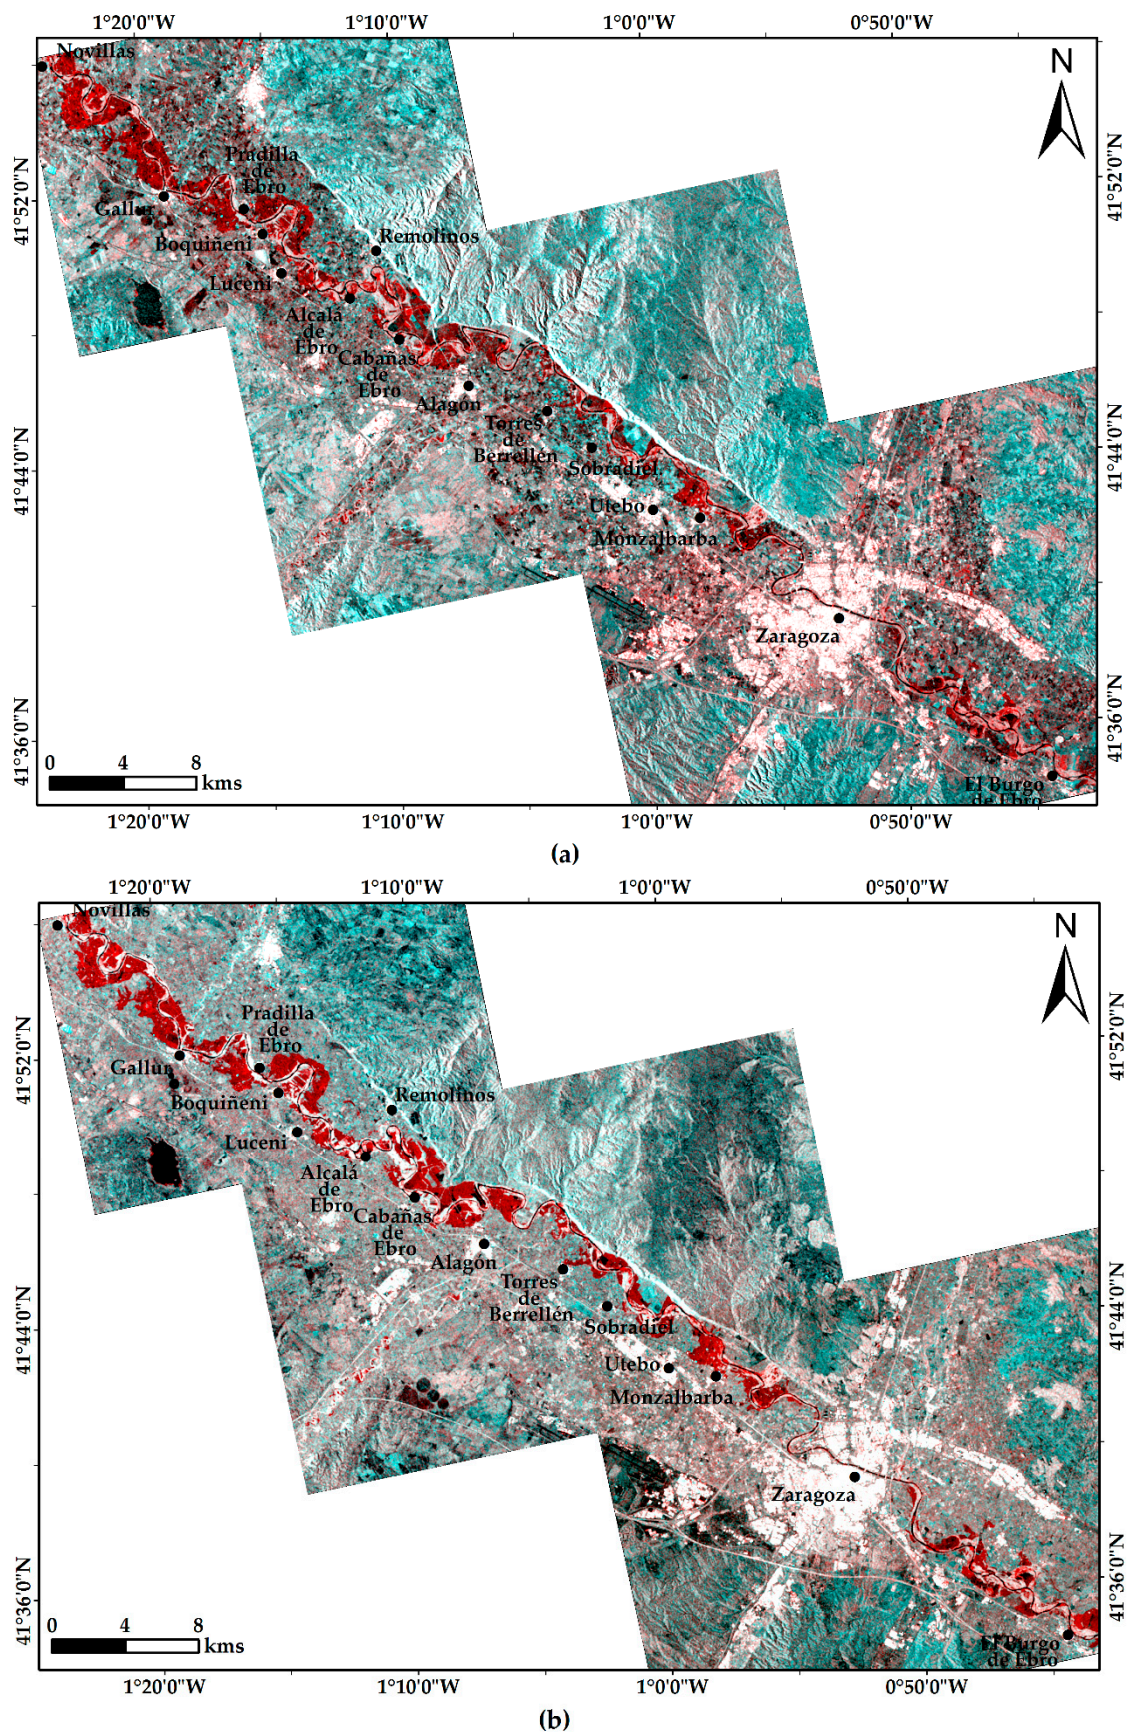 1°20'0"W 1°10'0"W 1°00'W 0°50'0"W
Novillas
N
Pradilla
de
Ebro
41°52'0"N
41°52'0"N
Gallur
Boquiñeni
Remolinos
Luceni
Alcalá
de
Ebro
Cabañas
de
Ebro
Alagón
Torres
de
Berrellén
41°44'0"N
41°44'0"N
Sobradiel
Utebo
Monzalbarba
Zaragoza
41°36'0"N
41°36'0"N
0 4 8
kms
El Burgo
de Ebro
1°20'0"W 1°10'0"W 1°00'W 0°50'0"W
(a)
1°20'0"W 1°10'0"W 1°00'W 0°50'0"W
Novillas
N
Pradilla
de
Ebro
41°52'0"N
41°52'0"N
Gallur
Boquiñeni
Remolinos
Luceni
Alcalá
de
Ebro
Cabañas
de
Ebro
Alagón
Torres
de
Berrellén
41°44'0"N
41°44'0"N
Sobradiel
Utebo
Monzalbarba
Zaragoza
41°36'0"N
41°36'0"N
0 4 8
kms
El Burgo
de Ebro
1°20'0"W 1°10'0"W 1°0'0"W 0°50'0"W
(b)